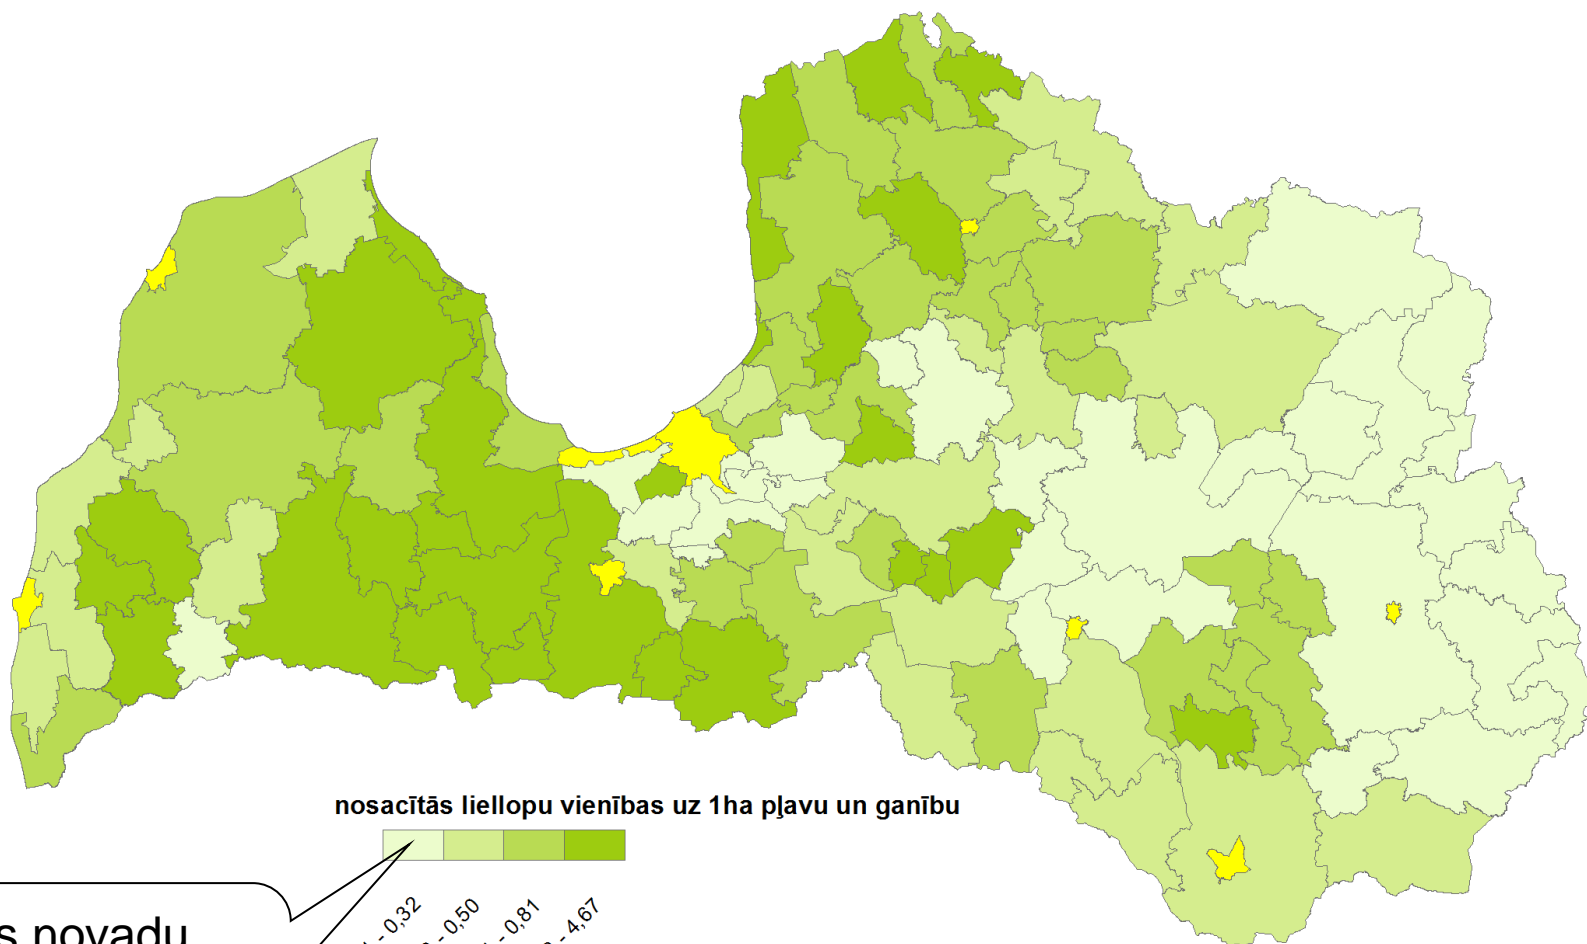 nosacītās liellopu vienības uz 1ha pļavu un ganību
- 0,32
- 0,50
- 0,81
- 4,67
novadu